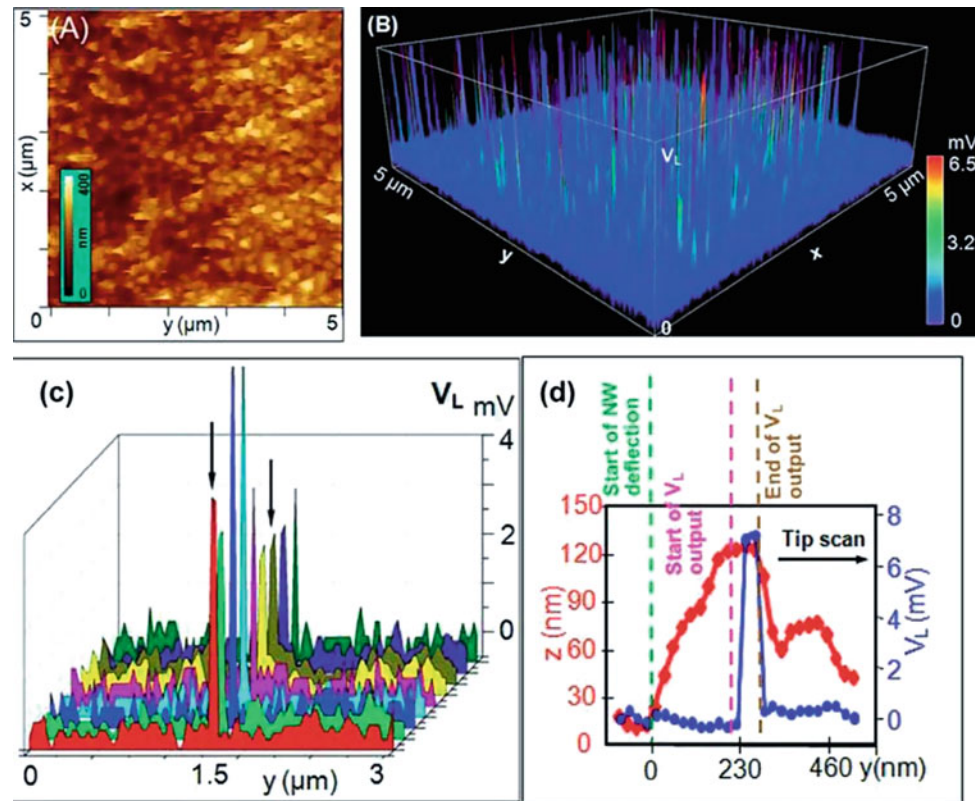 (A)
5
x (µm)
400
nm
0
0
y (µm)
5
(B)
V_L
5 µm
5 µm
y
x
0
mV
6.5
3.2
0
(c)
V_L mV
4
2
0
0
1.5
3
y (µm)
(d)
Start of NW
deflection
Start of V_L
output
End of V_L
output
Tip scan
150
120
90
60
30
0
z (nm)
8
6
4
2
0
V_L (mV)
0
230
460
y(nm)